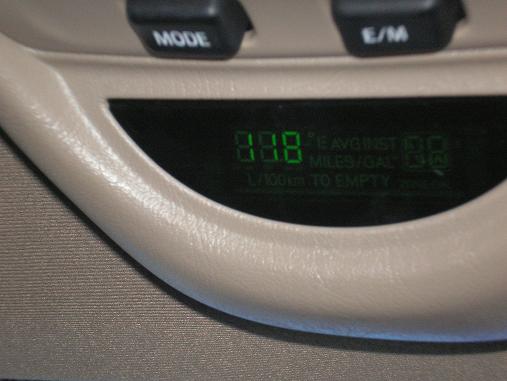 MODE E/M
118 °F AVG INST
MILES/GAL
L/100km TO EMPTY